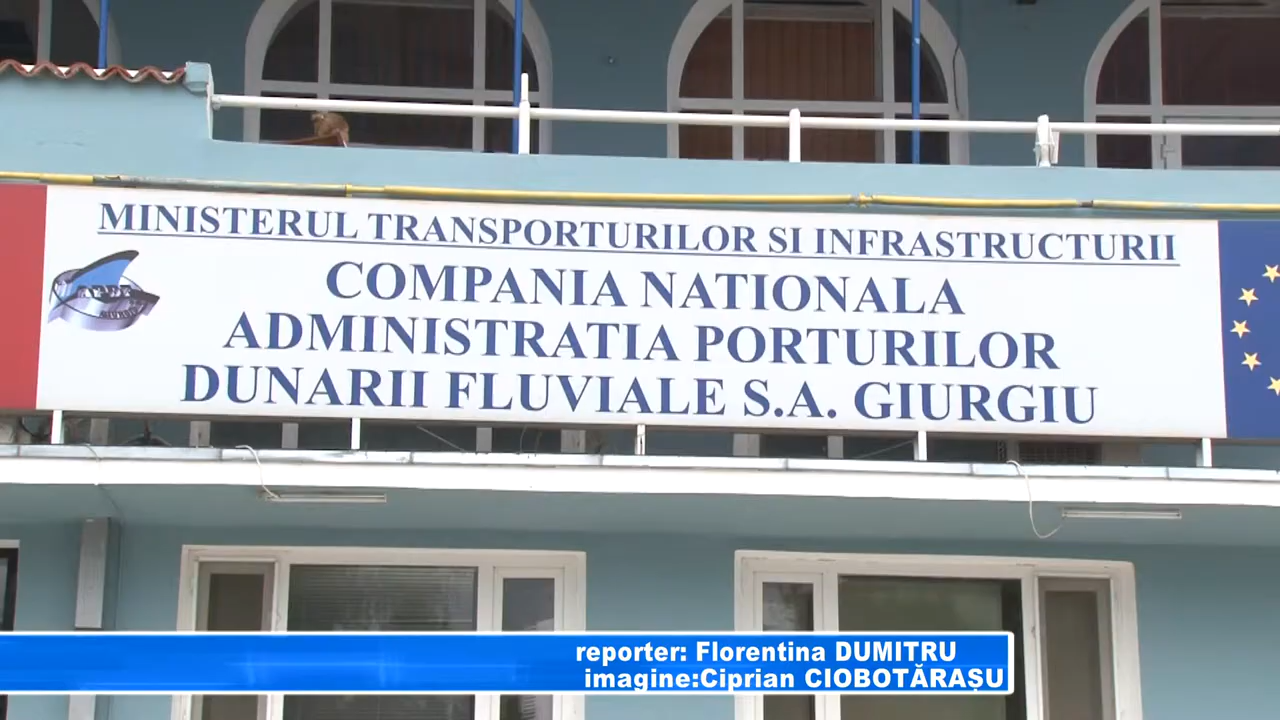 MINISTERUL TRANSPORTURILOR SI INFRASTRUCTURII
COMPANIA NATIONALA
ADMINISTRATIA PORTURILOR
DUNARII FLUVIALE S.A. GIURGIU
reporter: Florentina DUMITRU
imagine:Ciprian CIOBOTĂRAȘU